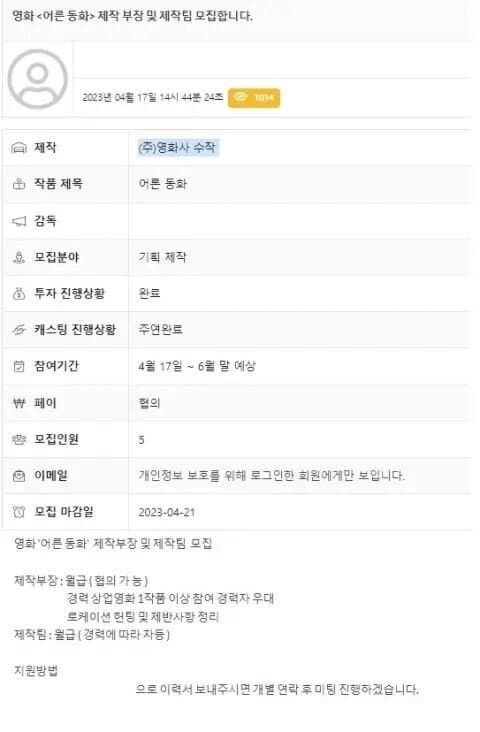 영화 <어른 동화> 제작 부장 및 제작팀 모집합니다.
2023년 04월 17일 14시 44분 24초 1014
제작 (주)영화사 수작
작품 제목 어른 동화
감독
모집분야 기획 제작
투자 진행상황 완료
캐스팅 진행상황 주연완료
참여기간 4월 17일 ~ 6월 말 예상
₩ 페이 협의
모집인원 5
이메일 개인정보 보호를 위해 로그인한 회원에게만 보입니다.
모집 마감일 2023-04-21
영화 '어른 동화' 제작부장 및 제작팀 모집
제작부장 : 월급 ( 협의 가능 )
경력 상업영화 1작품 이상 참여 경력자 우대
로케이션 헌팅 및 제반사항 정리
제작팀 : 월급 ( 경력에 따라 차등 )
지원방법
으로 이력서 보내주시면 개별 연락 후 미팅 진행하겠습니다.